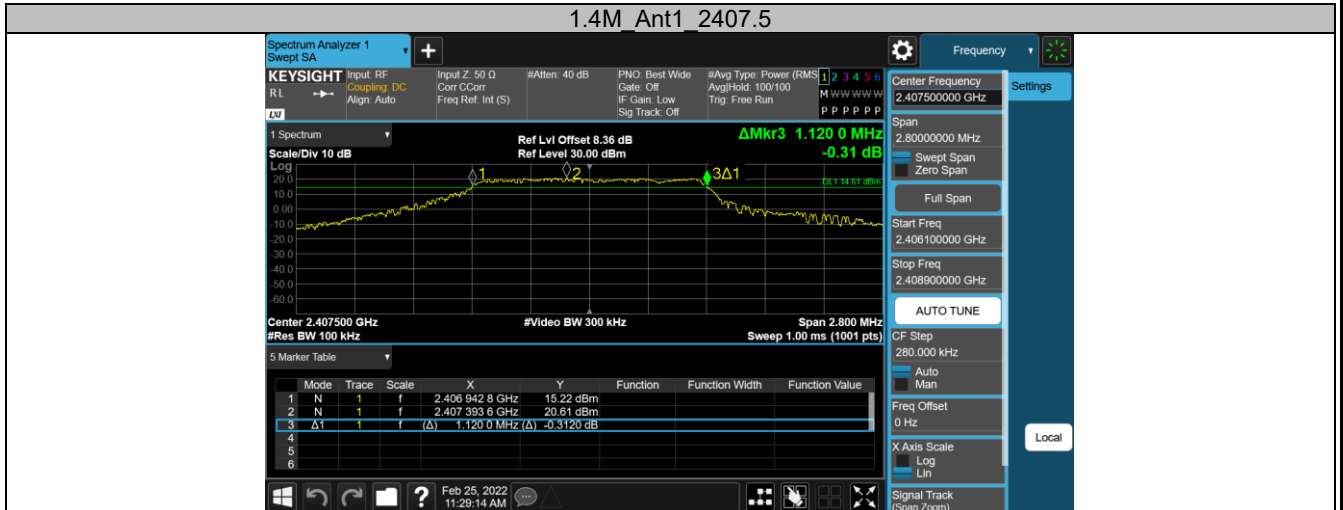 1.4M_Ant1_2407.5
Spectrum Analyzer 1
Swept SA
+
Frequency
KEYSIGHT
RL
LXI
Input: RF
Coupling: DC
Align: Auto
Input Z: 50 Ω
Corr CCorr
Freq Ref: Int (S)
#Atten: 40 dB
PNO: Best Wide
Gate: Off
IF Gain: Low
Sig Track: Off
#Avg Type: Power (RMS
Avg|Hold: 100/100
Trig: Free Run
1 2 3 4 5 6
M W W W W W
P P P P P P
1 Spectrum
Scale/Div 10 dB
Ref Lvl Offset 8.36 dB
Ref Level 30.00 dBm
ΔMkr3 1.120 0 MHz
-0.31 dB
Log
20.0
10.0
0.00
-10.0
-20.0
-30.0
-40.0
-50.0
-60.0
1
2
3Δ1
DL1 14.61 dBm
Center 2.407500 GHz
#Res BW 100 kHz
#Video BW 300 kHz
Span 2.800 MHz
Sweep 1.00 ms (1001 pts)
5 Marker Table
Mode Trace Scale X Y Function Function Width Function Value
1 N 1 f 2.406 942 8 GHz 15.22 dBm
2 N 1 f 2.407 393 6 GHz 20.61 dBm
3 Δ1 1 f (Δ) 1.120 0 MHz (Δ) -0.3120 dB
4
5
6
Feb 25, 2022
11:29:14 AM
?
Center Frequency
2.407500000 GHz
Settings
Span
2.80000000 MHz
Swept Span
Zero Span
Full Span
Start Freq
2.406100000 GHz
Stop Freq
2.408900000 GHz
AUTO TUNE
CF Step
280.000 kHz
Auto
Man
Freq Offset
0 Hz
X Axis Scale
Log
Lin
Local
Signal Track
(Span Zoom)